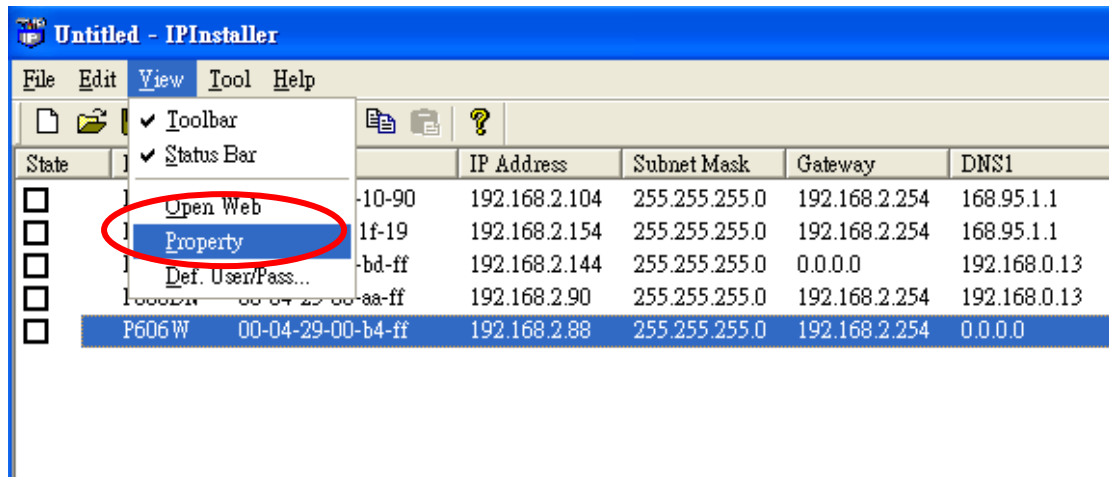 Untitled - IPInstaller
File Edit View Tool Help
Toolbar
Status Bar
Open Web
Property
Def. User/Pass...
State IP Address Subnet Mask Gateway DNS1
-10-90 192.168.2.104 255.255.255.0 192.168.2.254 168.95.1.1
1f-19 192.168.2.154 255.255.255.0 192.168.2.254 168.95.1.1
-bd-ff 192.168.2.144 255.255.255.0 0.0.0.0 192.168.0.13
-aa-ff 192.168.2.90 255.255.255.0 192.168.2.254 192.168.0.13
P606W 00-04-29-00-b4-ff 192.168.2.88 255.255.255.0 192.168.2.254 0.0.0.0